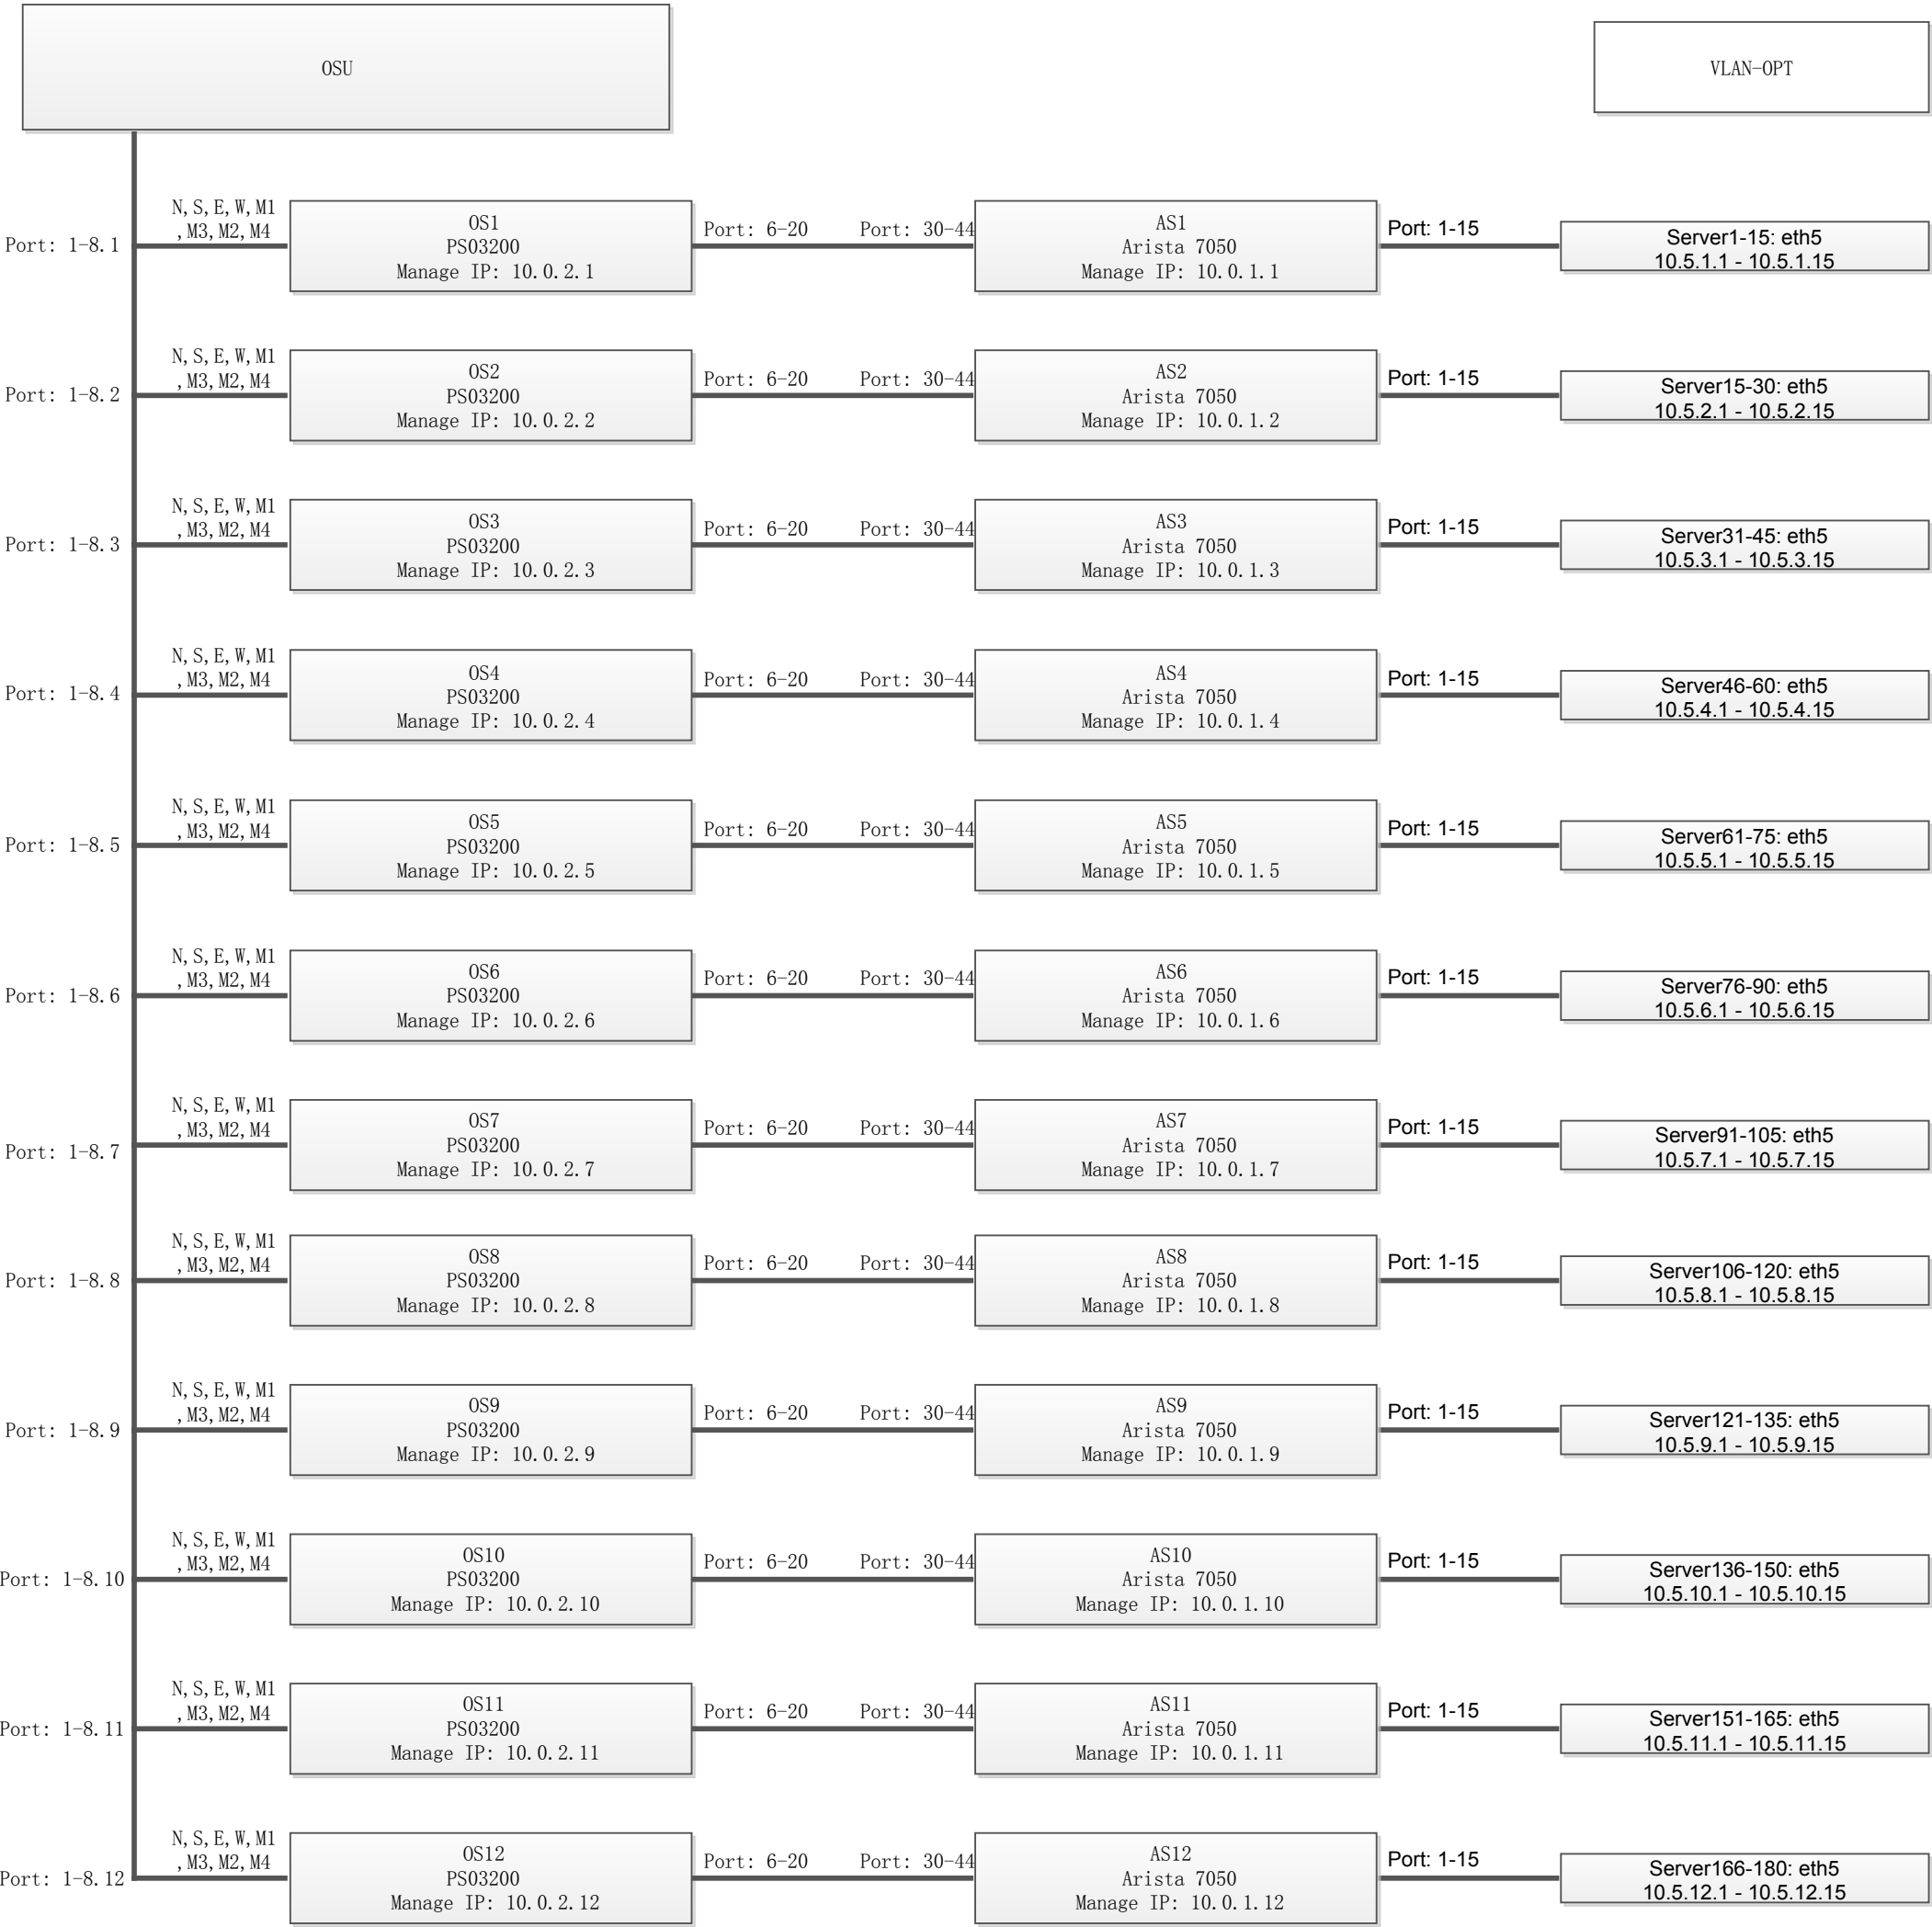 OSU
VLAN-OPT
N,S,E,W,M1
,M3,M2,M4
Port: 1-8.1
OS1
PSO3200
Manage IP: 10.0.2.1
Port: 6-20
Port: 30-44
AS1
Arista 7050
Manage IP: 10.0.1.1
Port: 1-15
Server1-15: eth5
10.5.1.1 - 10.5.1.15
N,S,E,W,M1
,M3,M2,M4
Port: 1-8.2
OS2
PSO3200
Manage IP: 10.0.2.2
Port: 6-20
Port: 30-44
AS2
Arista 7050
Manage IP: 10.0.1.2
Port: 1-15
Server15-30: eth5
10.5.2.1 - 10.5.2.15
N,S,E,W,M1
,M3,M2,M4
Port: 1-8.3
OS3
PSO3200
Manage IP: 10.0.2.3
Port: 6-20
Port: 30-44
AS3
Arista 7050
Manage IP: 10.0.1.3
Port: 1-15
Server31-45: eth5
10.5.3.1 - 10.5.3.15
N,S,E,W,M1
,M3,M2,M4
Port: 1-8.4
OS4
PSO3200
Manage IP: 10.0.2.4
Port: 6-20
Port: 30-44
AS4
Arista 7050
Manage IP: 10.0.1.4
Port: 1-15
Server46-60: eth5
10.5.4.1 - 10.5.4.15
N,S,E,W,M1
,M3,M2,M4
Port: 1-8.5
OS5
PSO3200
Manage IP: 10.0.2.5
Port: 6-20
Port: 30-44
AS5
Arista 7050
Manage IP: 10.0.1.5
Port: 1-15
Server61-75: eth5
10.5.5.1 - 10.5.5.15
N,S,E,W,M1
,M3,M2,M4
Port: 1-8.6
OS6
PSO3200
Manage IP: 10.0.2.6
Port: 6-20
Port: 30-44
AS6
Arista 7050
Manage IP: 10.0.1.6
Port: 1-15
Server76-90: eth5
10.5.6.1 - 10.5.6.15
N,S,E,W,M1
,M3,M2,M4
Port: 1-8.7
OS7
PSO3200
Manage IP: 10.0.2.7
Port: 6-20
Port: 30-44
AS7
Arista 7050
Manage IP: 10.0.1.7
Port: 1-15
Server91-105: eth5
10.5.7.1 - 10.5.7.15
N,S,E,W,M1
,M3,M2,M4
Port: 1-8.8
OS8
PSO3200
Manage IP: 10.0.2.8
Port: 6-20
Port: 30-44
AS8
Arista 7050
Manage IP: 10.0.1.8
Port: 1-15
Server106-120: eth5
10.5.8.1 - 10.5.8.15
N,S,E,W,M1
,M3,M2,M4
Port: 1-8.9
OS9
PSO3200
Manage IP: 10.0.2.9
Port: 6-20
Port: 30-44
AS9
Arista 7050
Manage IP: 10.0.1.9
Port: 1-15
Server121-135: eth5
10.5.9.1 - 10.5.9.15
N,S,E,W,M1
,M3,M2,M4
Port: 1-8.10
OS10
PSO3200
Manage IP: 10.0.2.10
Port: 6-20
Port: 30-44
AS10
Arista 7050
Manage IP: 10.0.1.10
Port: 1-15
Server136-150: eth5
10.5.10.1 - 10.5.10.15
N,S,E,W,M1
,M3,M2,M4
Port: 1-8.11
OS11
PSO3200
Manage IP: 10.0.2.11
Port: 6-20
Port: 30-44
AS11
Arista 7050
Manage IP: 10.0.1.11
Port: 1-15
Server151-165: eth5
10.5.11.1 - 10.5.11.15
N,S,E,W,M1
,M3,M2,M4
Port: 1-8.12
OS12
PSO3200
Manage IP: 10.0.2.12
Port: 6-20
Port: 30-44
AS12
Arista 7050
Manage IP: 10.0.1.12
Port: 1-15
Server166-180: eth5
10.5.12.1 - 10.5.12.15